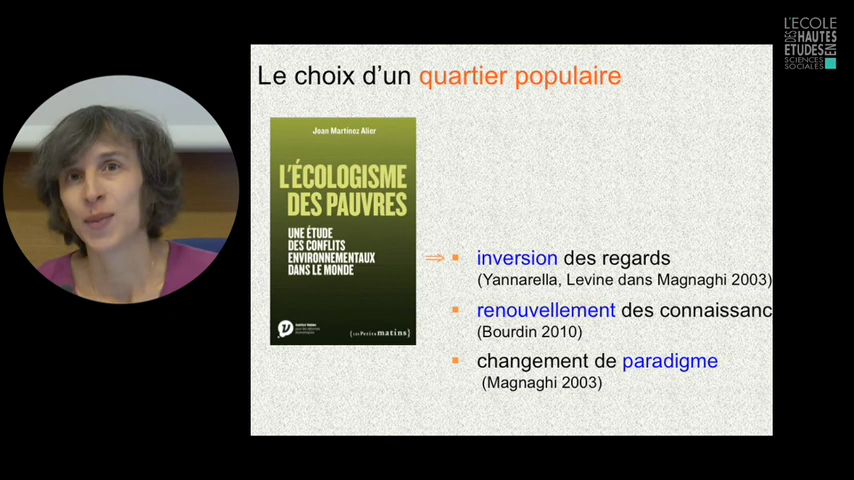 L'ECOLE
DES HAUTES
ETUDES EN
SCIENCES
SOCIALES
Le choix d'un quartier populaire
Joan Martínez Alier
L'ÉCOLOGISME
DES PAUVRES
UNE ÉTUDE
DES CONFLITS
ENVIRONNEMENTAUX
DANS LE MONDE
{LES Petits matins}
⇒ ▪ inversion des regards
(Yannarella, Levine dans Magnaghi 2003)
▪ renouvellement des connaissanc
(Bourdin 2010)
▪ changement de paradigme
(Magnaghi 2003)